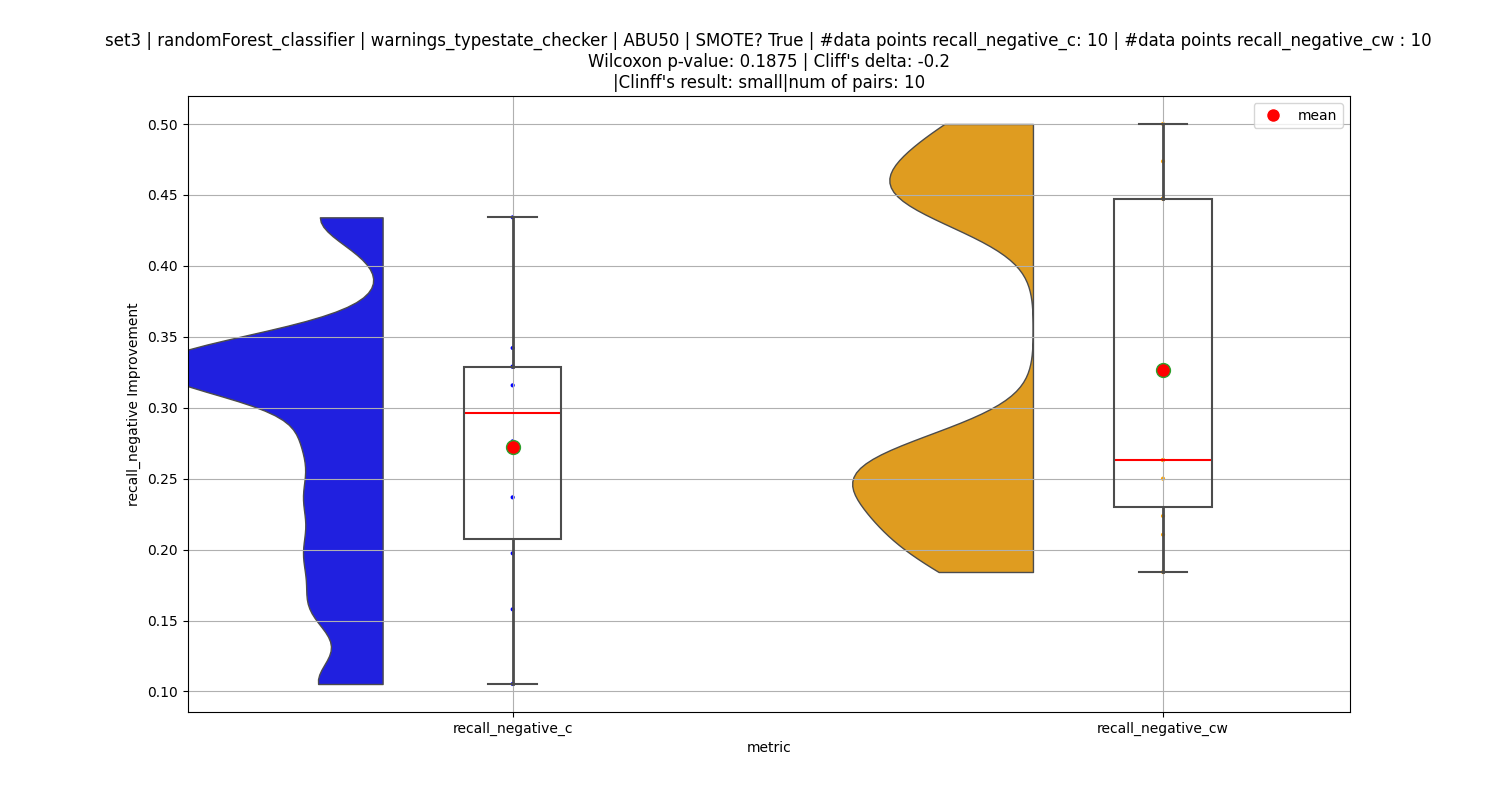 set3 | randomForest_classifier | warnings_typestate_checker | ABU50 | SMOTE? True | #data points recall_negative_c: 10 | #data points recall_negative_cw : 10
Wilcoxon p-value: 0.1875 | Cliff's delta: -0.2
|Clinff's result: small|num of pairs: 10
mean
0.50
0.45
0.40
0.35
0.30
0.25
0.20
0.15
0.10
recall_negative Improvement
recall_negative_c
recall_negative_cw
metric